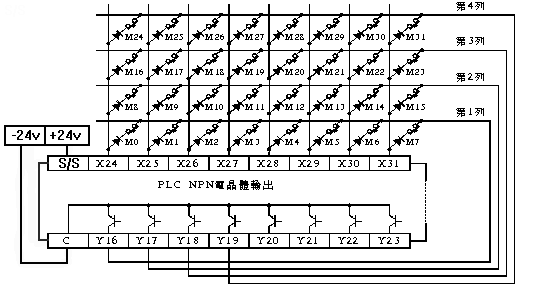 第4列
M24 M25 M26 M27 M28 M29 M30 M31
第3列
M16 M17 M18 M19 M20 M21 M22 M23
第2列
M8 M9 M10 M11 M12 M13 M14 M15
第1列
-24v +24v
M0 M1 M2 M3 M4 M5 M6 M7
S/S X24 X25 X26 X27 X28 X29 X30 X31
PLC NPN電晶體輸出
C Y16 Y17 Y18 Y19 Y20 Y21 Y22 Y23